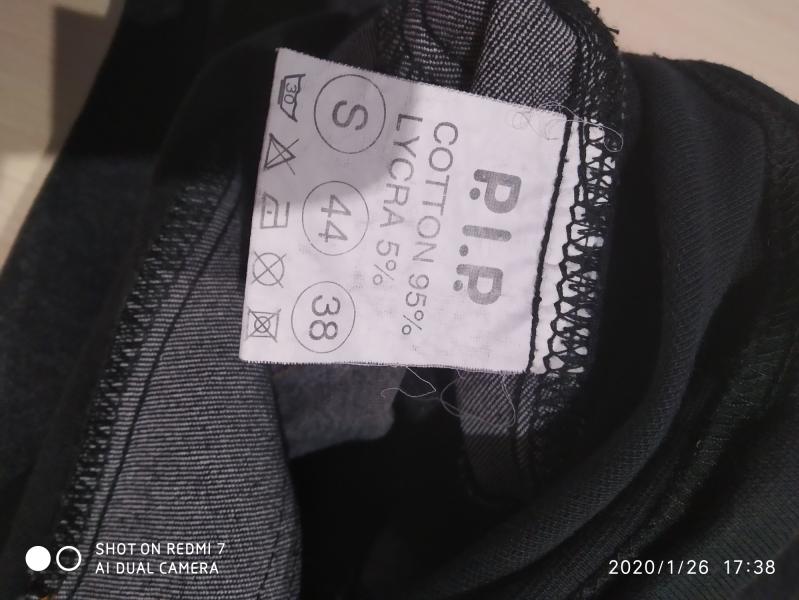 P.I.P
COTTON 95%
LYCRA 5%
S 44 38
30
SHOT ON REDMI 7
AI DUAL CAMERA
2020/1/26 17:38